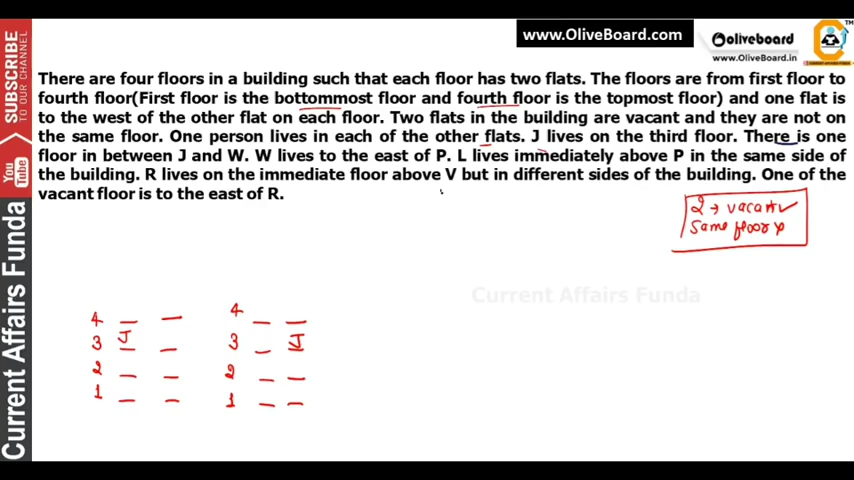 www.OliveBoard.com
oliveboard
www.OliveBoard.in
TM
SUBSCRIBE
TO OUR CHANNEL
You Tube
Current Affairs Funda
There are four floors in a building such that each floor has two flats. The floors are from first floor to
fourth floor(First floor is the bottommost floor and fourth floor is the topmost floor) and one flat is
to the west of the other flat on each floor. Two flats in the building are vacant and they are not on
the same floor. One person lives in each of the other flats. J lives on the third floor. There is one
floor in between J and W. W lives to the east of P. L lives immediately above P in the same side of
the building. R lives on the immediate floor above V but in different sides of the building. One of the
vacant floor is to the east of R.
2 → vacant ✓
same floor x
Current Affairs Funda
4 _ _ 4 _ _
3 J _ 3 _ J
2 _ _ 2 _ _
1 _ _ 1 _ _